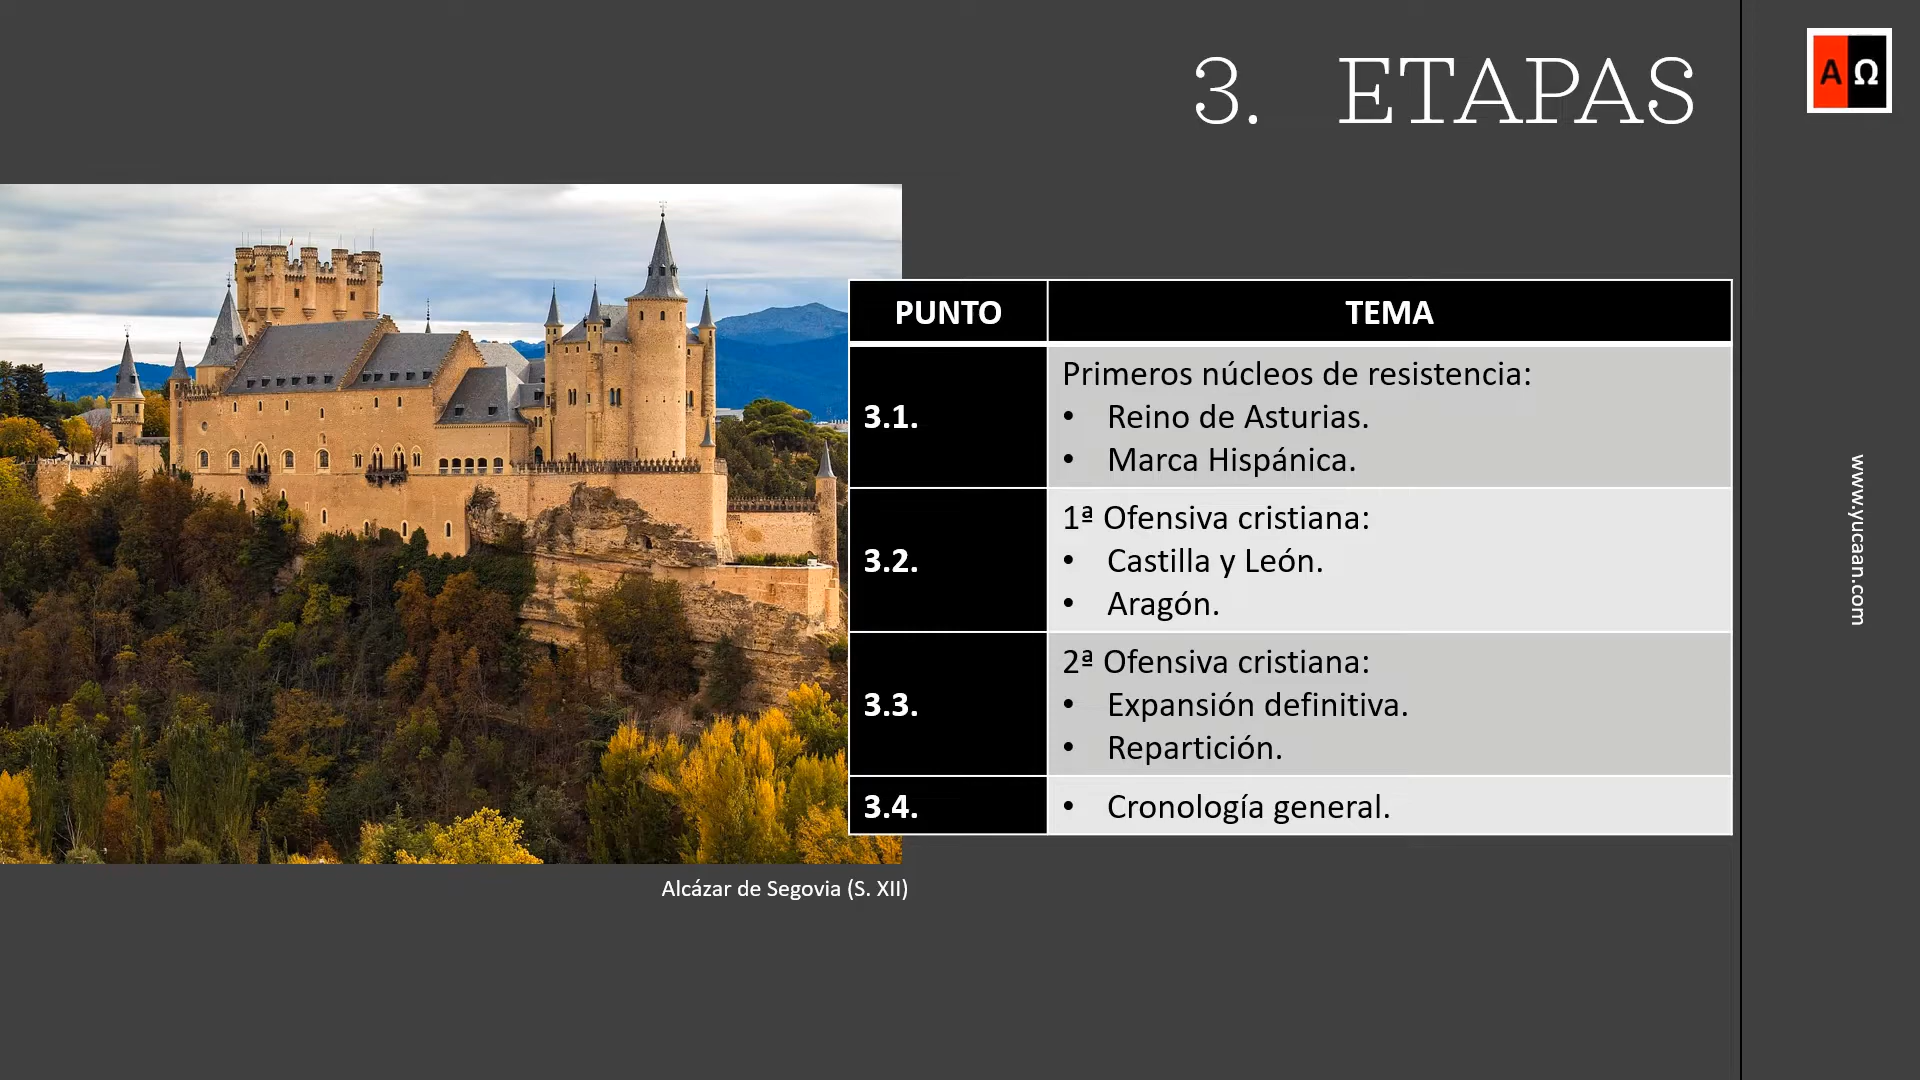 3. ETAPAS
A Ω
PUNTO TEMA
3.1.
Primeros núcleos de resistencia:
• Reino de Asturias.
• Marca Hispánica.
3.2.
1ª Ofensiva cristiana:
• Castilla y León.
• Aragón.
3.3.
2ª Ofensiva cristiana:
• Expansión definitiva.
• Repartición.
3.4.
• Cronología general.
Alcázar de Segovia (S. XII)
www.yucaan.com